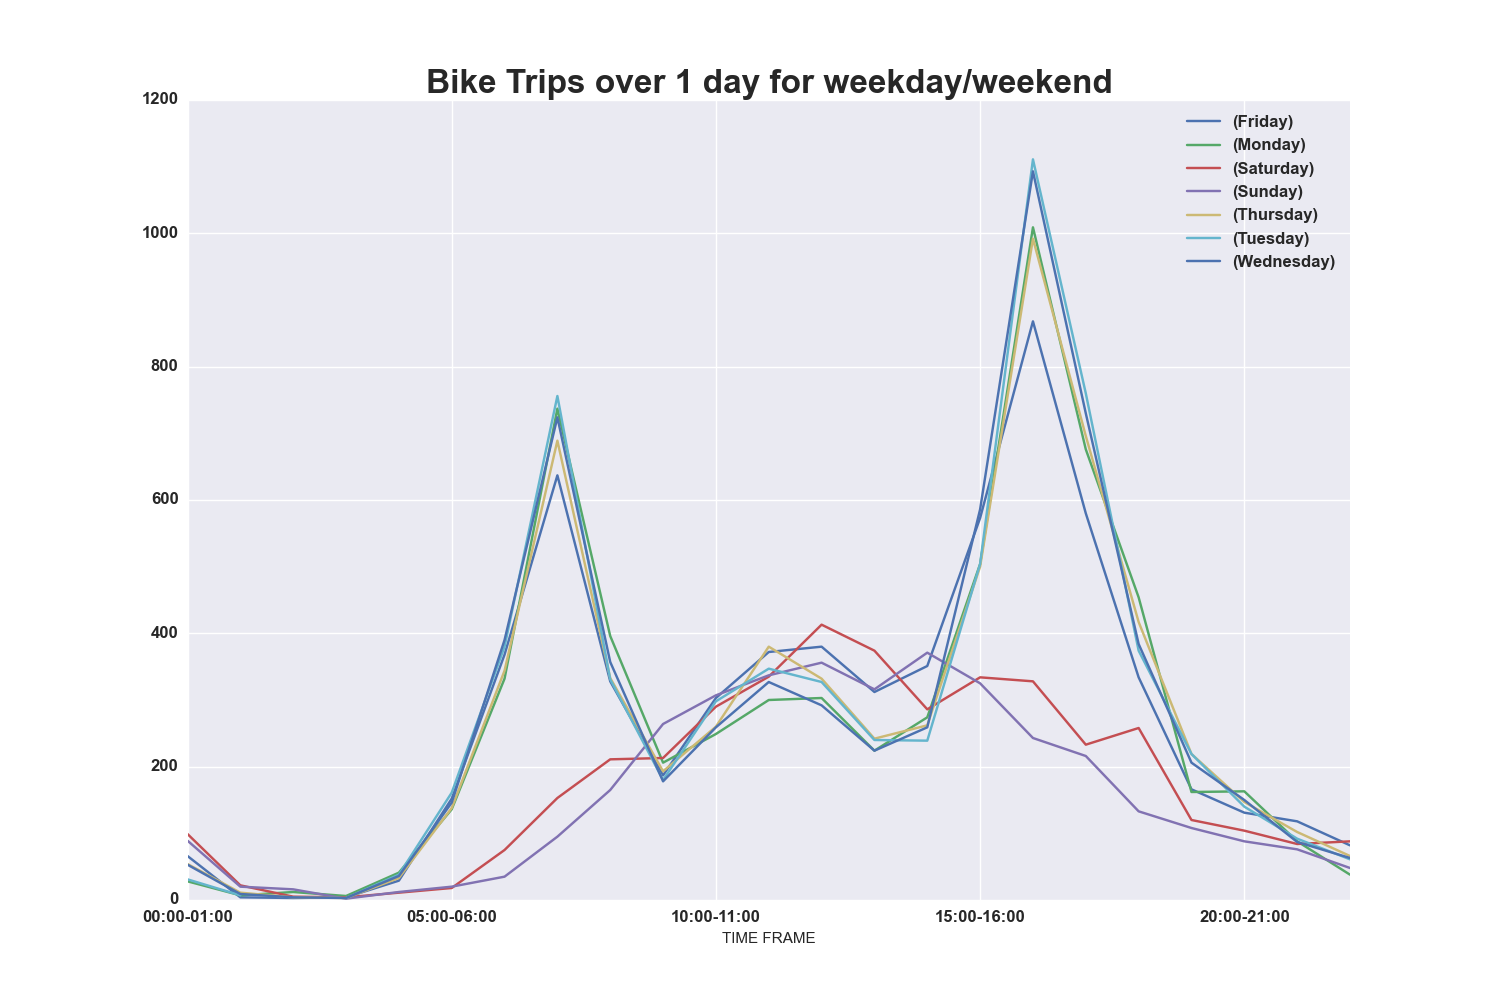 Bike Trips over 1 day for weekday/weekend
1200
1000
800
600
400
200
0
(Friday)
(Monday)
(Saturday)
(Sunday)
(Thursday)
(Tuesday)
(Wednesday)
00:00-01:00 05:00-06:00 10:00-11:00 15:00-16:00 20:00-21:00
TIME FRAME